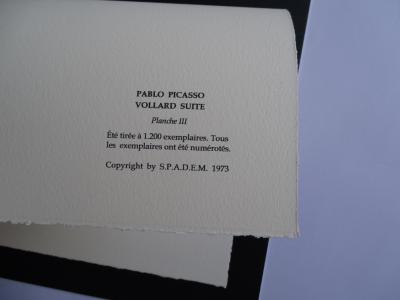 PABLO PICASSO
VOLLARD SUITE
Planche III
Été tirée à 1.200 exemplaires. Tous
les exemplaires ont été numérotés.
Copyright by S.P.A.D.E.M. 1973